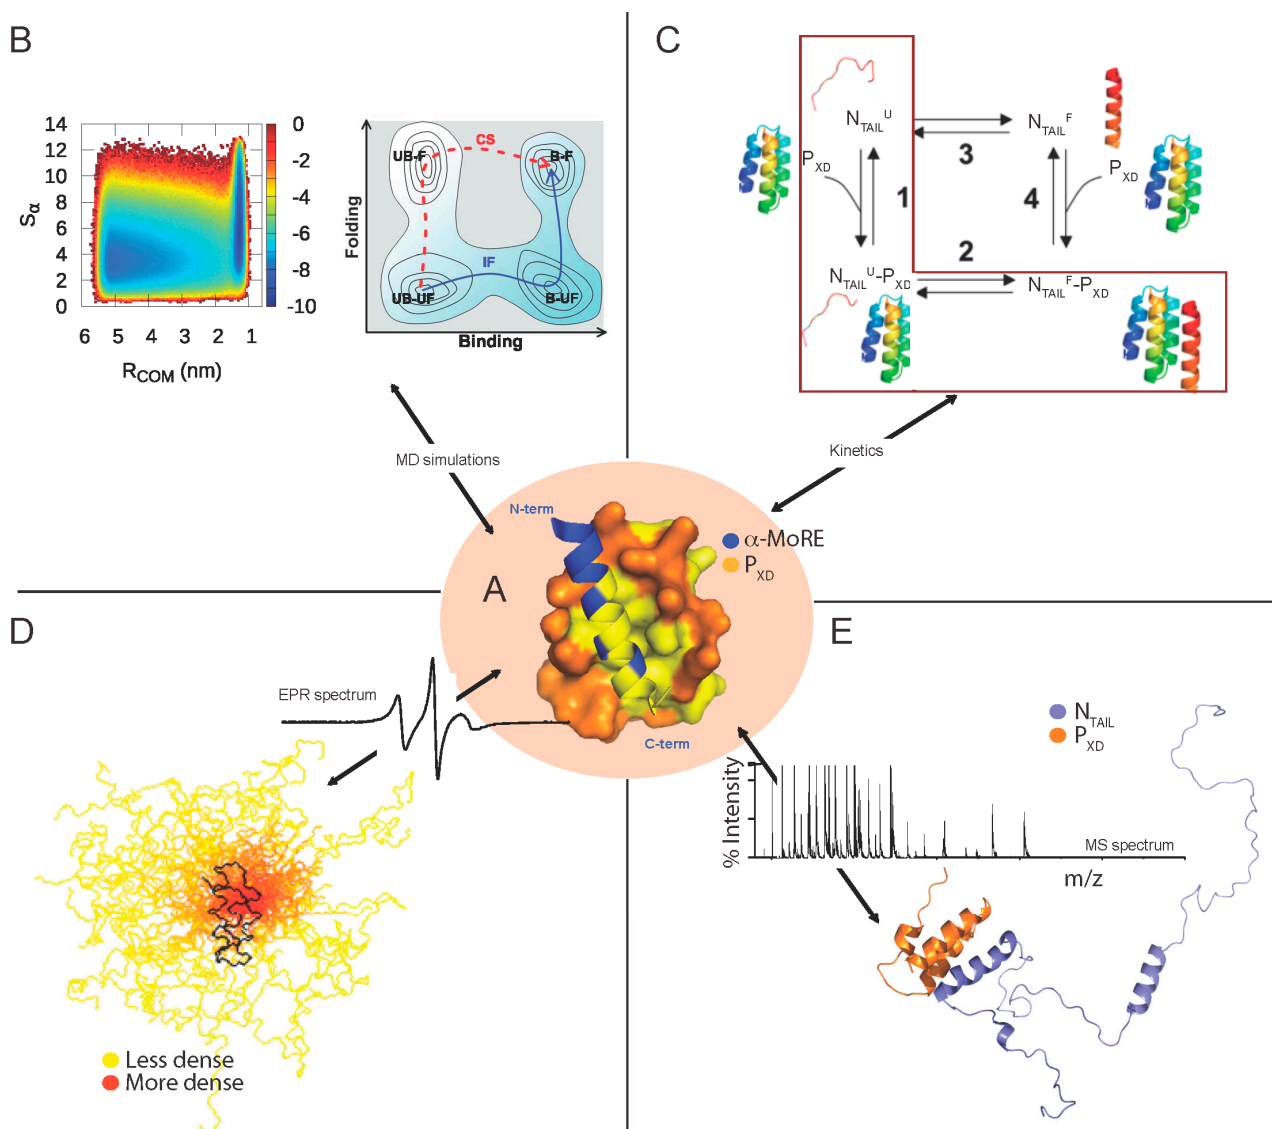 B
14
12
10
8
6
4
2
0
Sα
6 5 4 3 2 1
RCOM (nm)
0
-2
-4
-6
-8
-10
Folding
UB-F
CS
B-F
IF
UB-UF
B-UF
Binding
C
NTAILU
NTAILF
PXD
3
PXD
1
4
2
NTAILU-PXD
NTAILF-PXD
MD simulations
Kinetics
A
N-term
α-MoRE
PXD
C-term
D
EPR spectrum
Less dense
More dense
E
NTAIL
PXD
% Intensity
MS spectrum
m/z